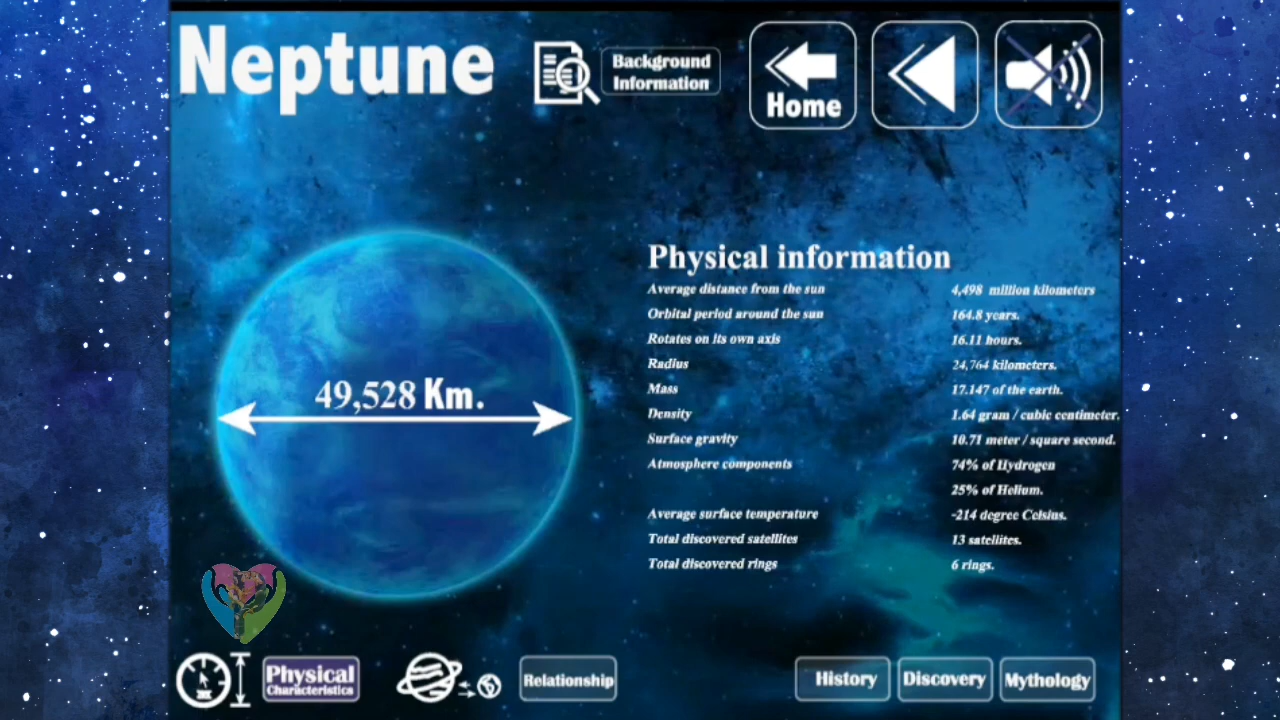 Neptune
Background
Information
Home
Physical information
Average distance from the sun 4,498 million kilometers
Orbital period around the sun 164.8 years.
Rotates on its own axis 16.11 hours.
Radius 24,764 kilometers.
Mass 17.147 of the earth.
Density 1.64 gram / cubic centimeter.
Surface gravity 10.71 meter / square second.
Atmosphere components 74% of Hydrogen
25% of Helium.
Average surface temperature -214 degree Celsius.
Total discovered satellites 13 satellites.
Total discovered rings 6 rings.
49,528 Km.
Physical
Characteristics
Relationship
History
Discovery
Mythology